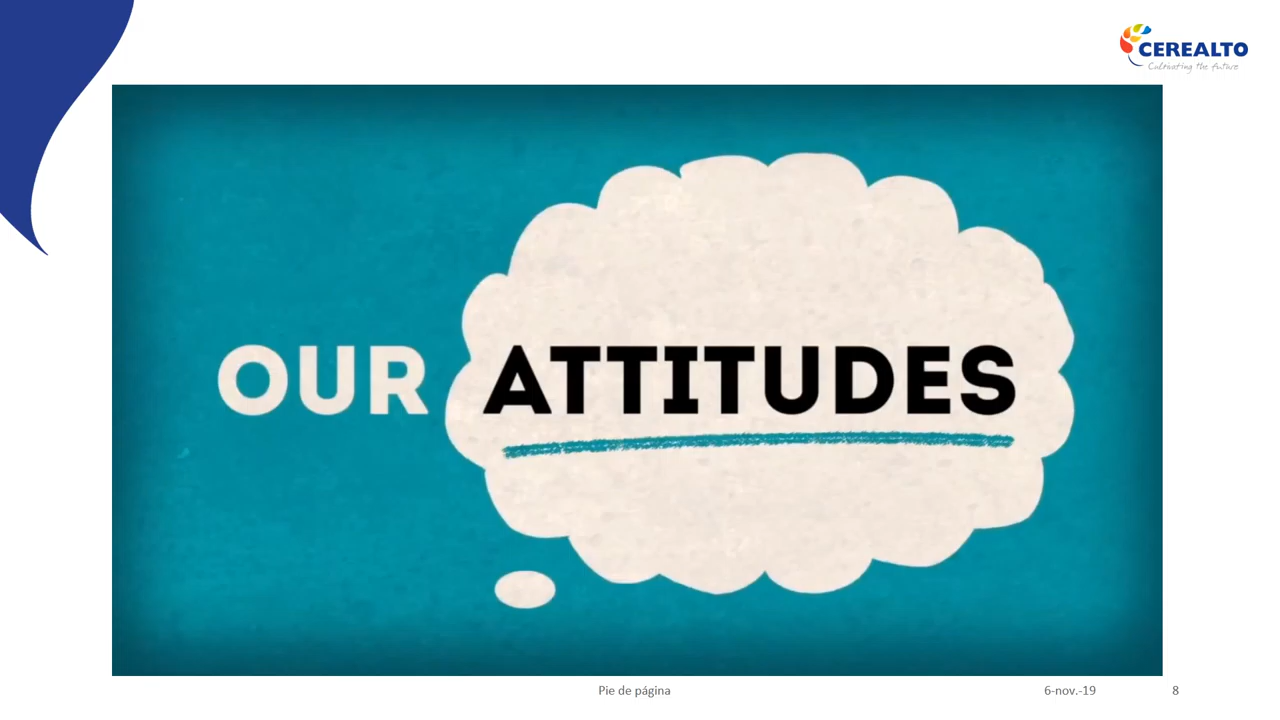 CEREALTO
Cultivating the future
OUR ATTITUDES
Pie de página
6-nov.-19
8